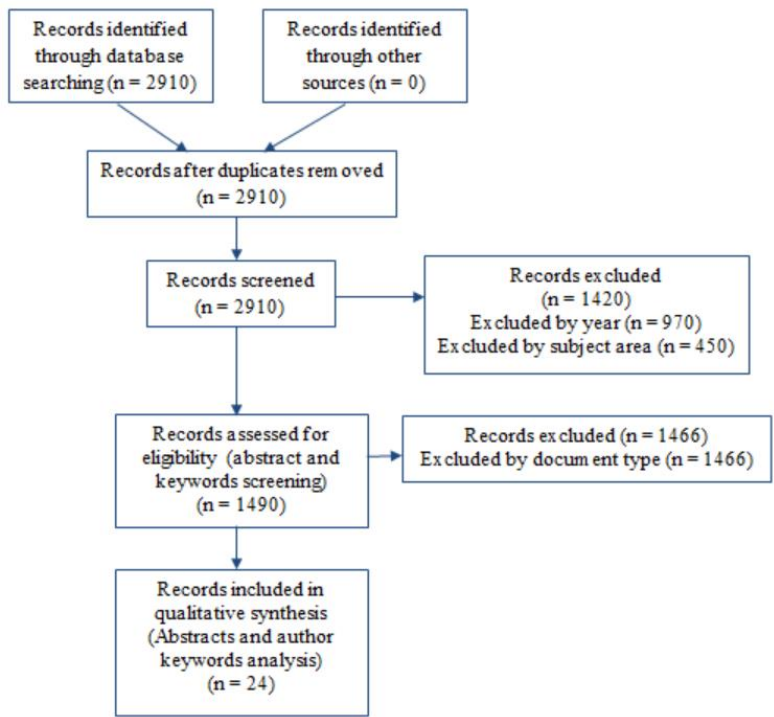 Records identified
through database
searching (n = 2910)
Records identified
through other
sources (n = 0)
Records after duplicates removed
(n = 2910)
Records screened
(n = 2910)
Records excluded
(n = 1420)
Excluded by year (n = 970)
Excluded by subject area (n = 450)
Records assessed for
eligibility (abstract and
keywords screening)
(n = 1490)
Records excluded (n = 1466)
Excluded by document type (n = 1466)
Records included in
qualitative synthesis
(Abstracts and author
keywords analysis)
(n = 24)